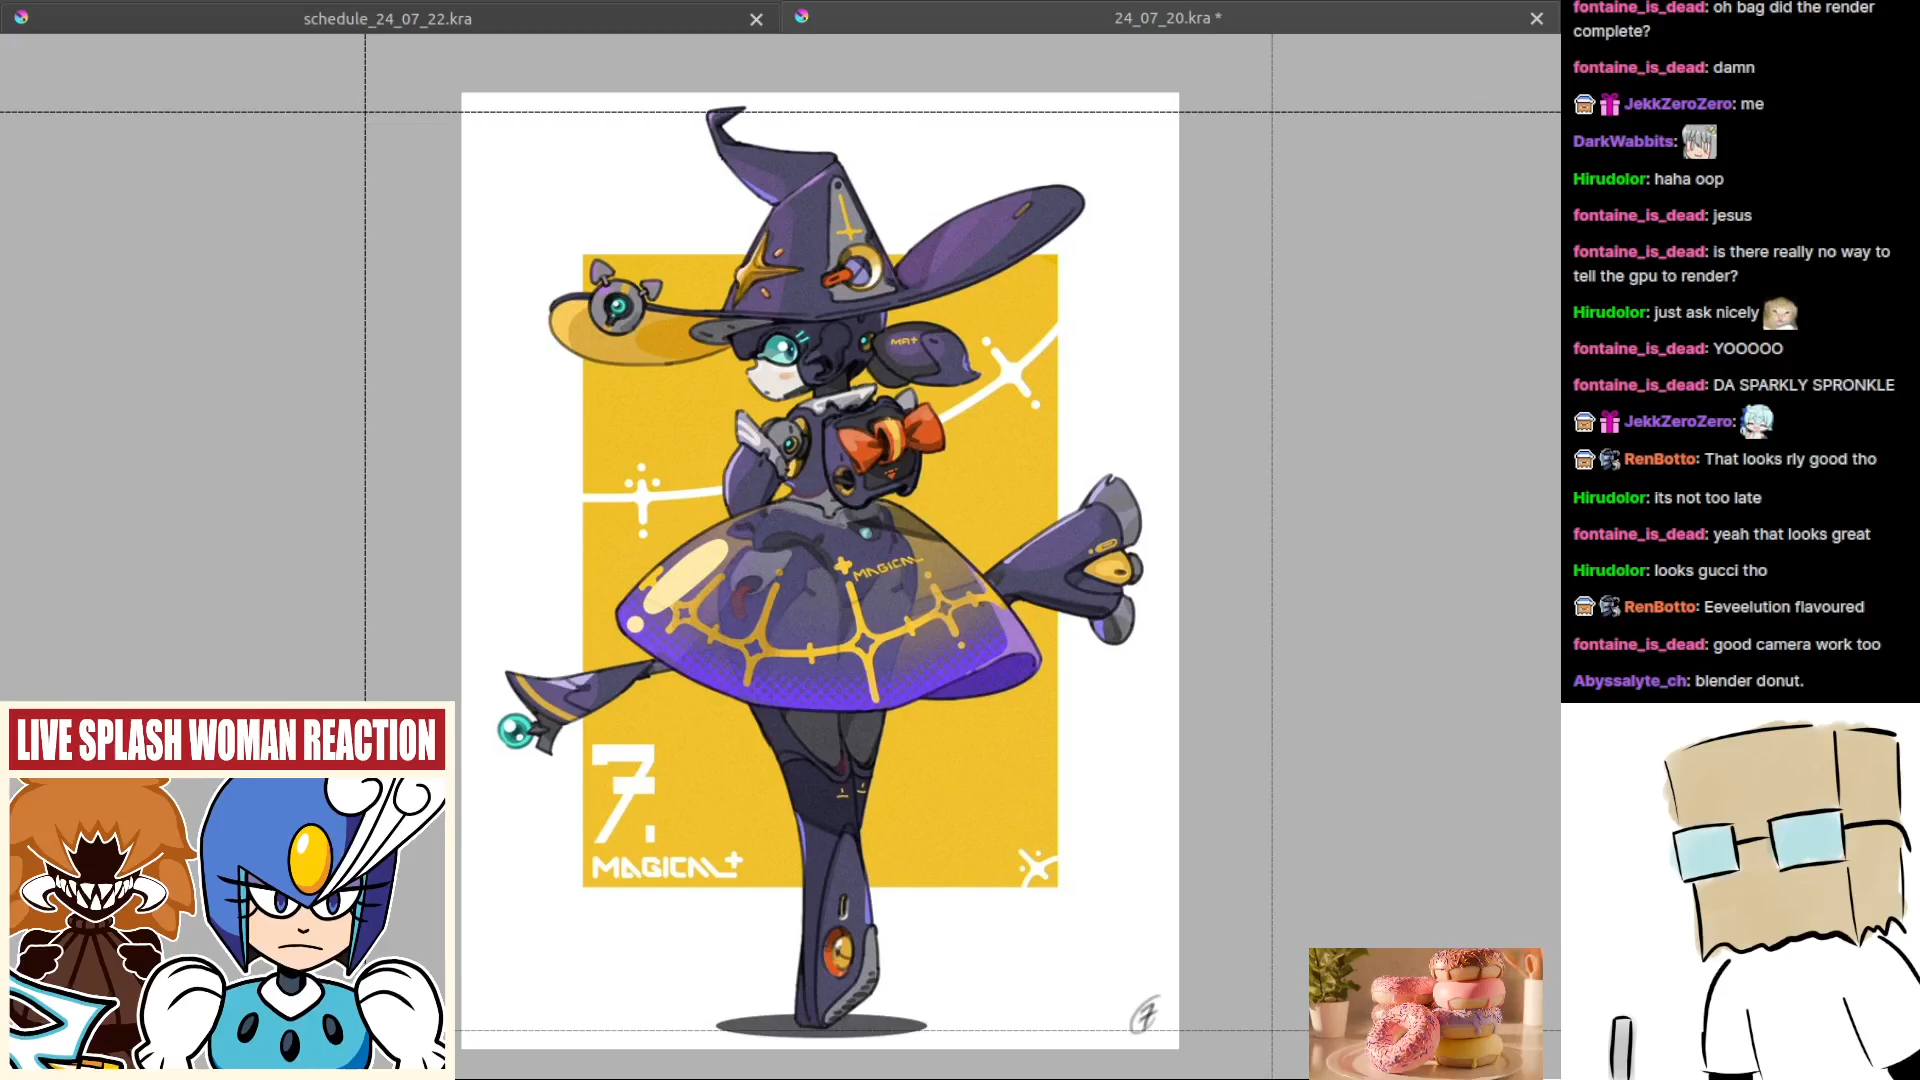 schedule_24_07_22.kra
24_07_20.kra *
fontaine_is_dead: oh bag did the render
complete?
fontaine_is_dead: damn
JekkZeroZero: me
DarkWabbits:
Hirudolor: haha oop
fontaine_is_dead: jesus
fontaine_is_dead: is there really no way to
tell the gpu to render?
Hirudolor: just ask nicely
fontaine_is_dead: YOOOOO
fontaine_is_dead: DA SPARKLY SPRONKLE
JekkZeroZero:
RenBotto: That looks rly good tho
Hirudolor: its not too late
fontaine_is_dead: yeah that looks great
Hirudolor: looks gucci tho
RenBotto: Eeveelution flavoured
fontaine_is_dead: good camera work too
Abyssalyte_ch: blender donut.
MA+
MAGICAL
7.
MAGICAL+
LIVE SPLASH WOMAN REACTION